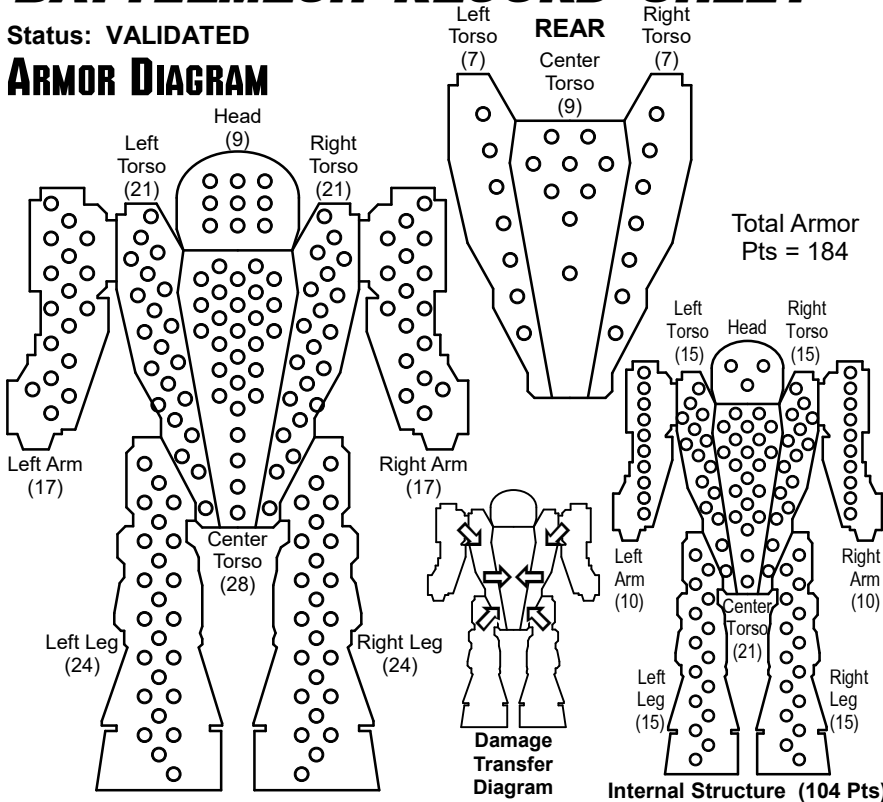 BATTLEMECH RECORD SHEET
Status: VALIDATED
ARMOR DIAGRAM
Left
Torso
(7)
REAR
Center
Torso
(9)
Right
Torso
(7)
Head
(9)
Left
Torso
(21)
Right
Torso
(21)
Left Arm
(17)
Right Arm
(17)
Center
Torso
(28)
Left Leg
(24)
Right Leg
(24)
Total Armor
Pts = 184
Left
Torso
(15)
Head
Right
Torso
(15)
Left
Arm
(10)
Right
Arm
(10)
Center
Torso
(21)
Left
Leg
(15)
Right
Leg
(15)
Damage
Transfer
Diagram
Internal Structure (104 Pts)